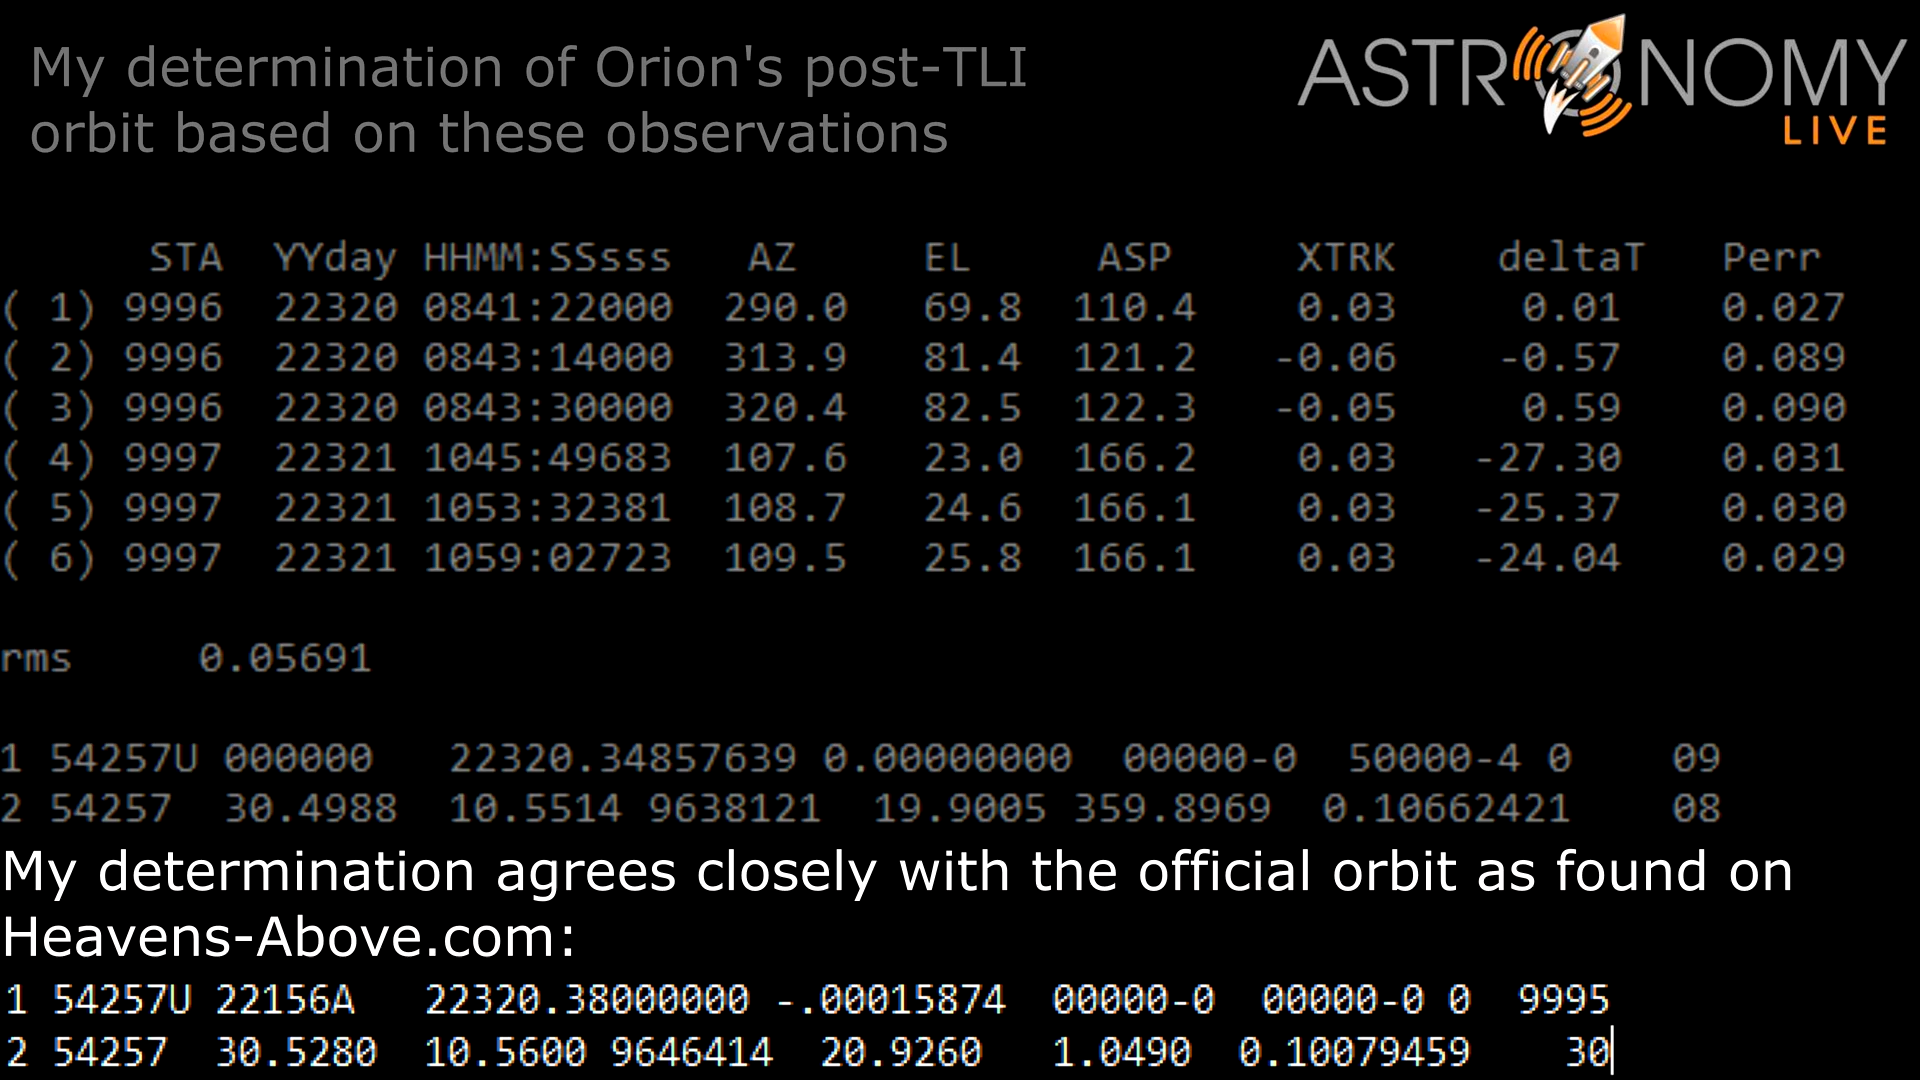 My determination of Orion's post-TLI
orbit based on these observations
ASTRONOMY
LIVE
STA YYday HHMM:SSsss AZ EL ASP XTRK deltaT Perr
( 1) 9996 22320 0841:22000 290.0 69.8 110.4 0.03 0.01 0.027
( 2) 9996 22320 0843:14000 313.9 81.4 121.2 -0.06 -0.57 0.089
( 3) 9996 22320 0843:30000 320.4 82.5 122.3 -0.05 0.59 0.090
( 4) 9997 22321 1045:49683 107.6 23.0 166.2 0.03 -27.30 0.031
( 5) 9997 22321 1053:32381 108.7 24.6 166.1 0.03 -25.37 0.030
( 6) 9997 22321 1059:02723 109.5 25.8 166.1 0.03 -24.04 0.029
rms 0.05691
1 54257U 000000 22320.34857639 0.00000000 00000-0 50000-4 0 09
2 54257 30.4988 10.5514 9638121 19.9005 359.8969 0.10662421 08
My determination agrees closely with the official orbit as found on
Heavens-Above.com:
1 54257U 22156A 22320.38000000 -.00015874 00000-0 00000-0 0 9995
2 54257 30.5280 10.5600 9646414 20.9260 1.0490 0.10079459 30